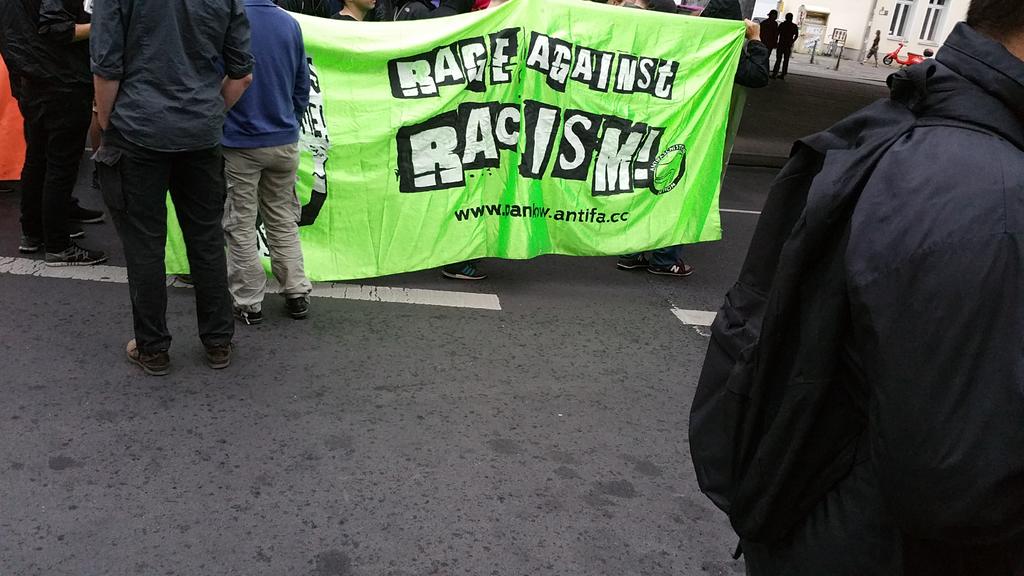 RAGE AGAINST
RACISM!
www.pankow.antifa.cc